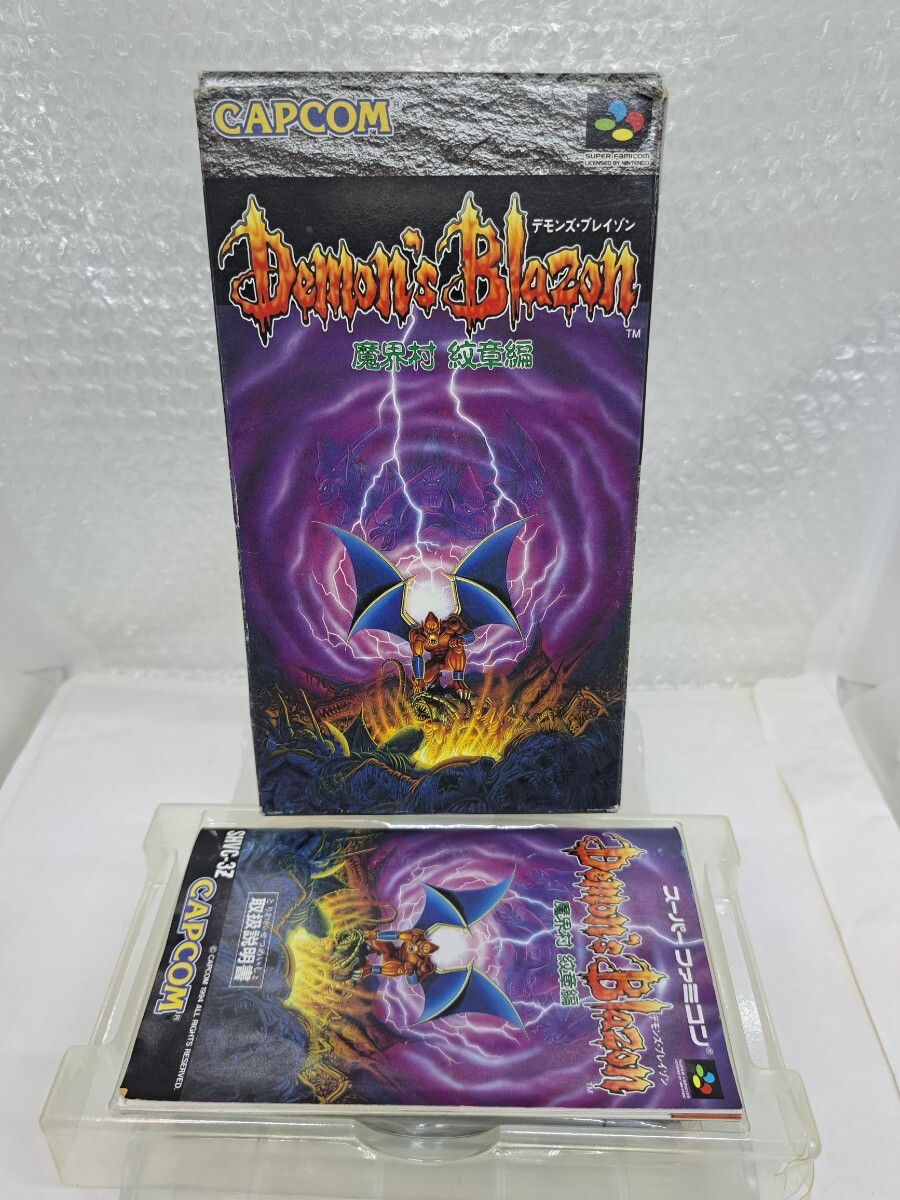 CAPCOM®
SUPER FAMICOM
LICENSED BY NINTENDO
デモンズ・ブレイゾン
Demon's Blazon
TM
魔界村 紋章編
スーパーファミコン®
デモンズ・ブレイゾン
Demon's Blazon
TM
魔界村 紋章編
取扱説明書
SHVC-3Z
CAPCOM®
© CAPCOM 1994 ALL RIGHTS RESERVED.